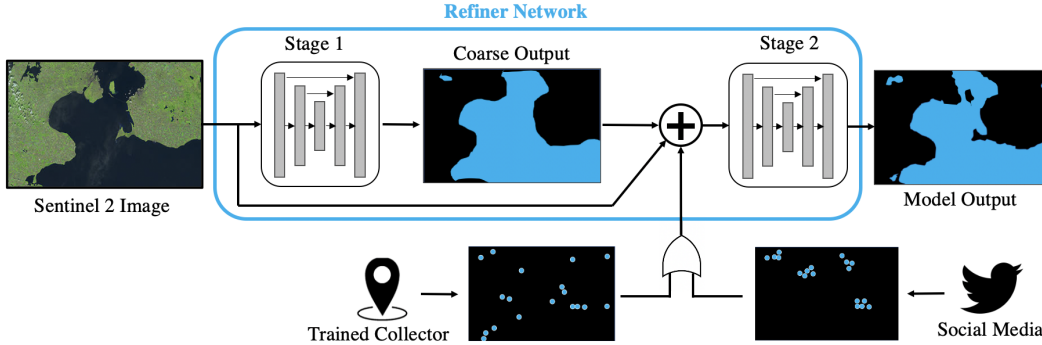 Refiner Network
Stage 1
Coarse Output
Stage 2
Sentinel 2 Image
Model Output
Trained Collector
Social Media